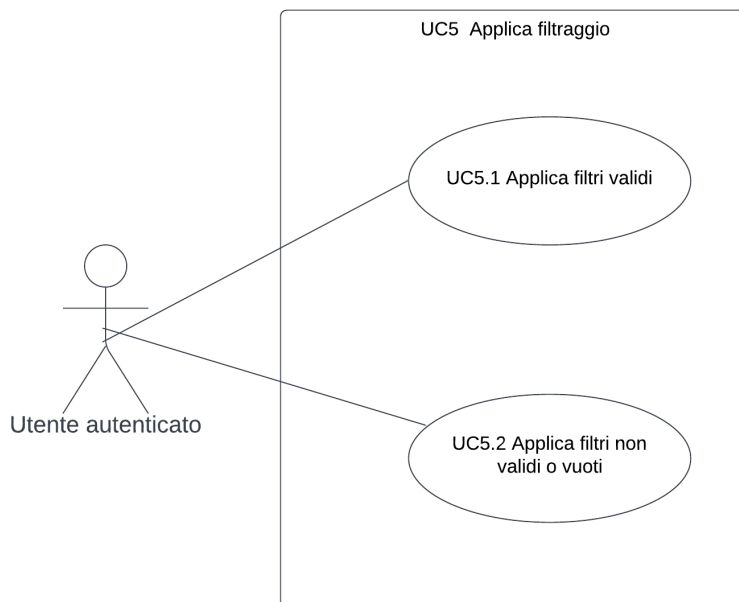 UC5  Applica filtraggio
UC5.1 Applica filtri validi
Utente autenticato
UC5.2 Applica filtri non
validi o vuoti